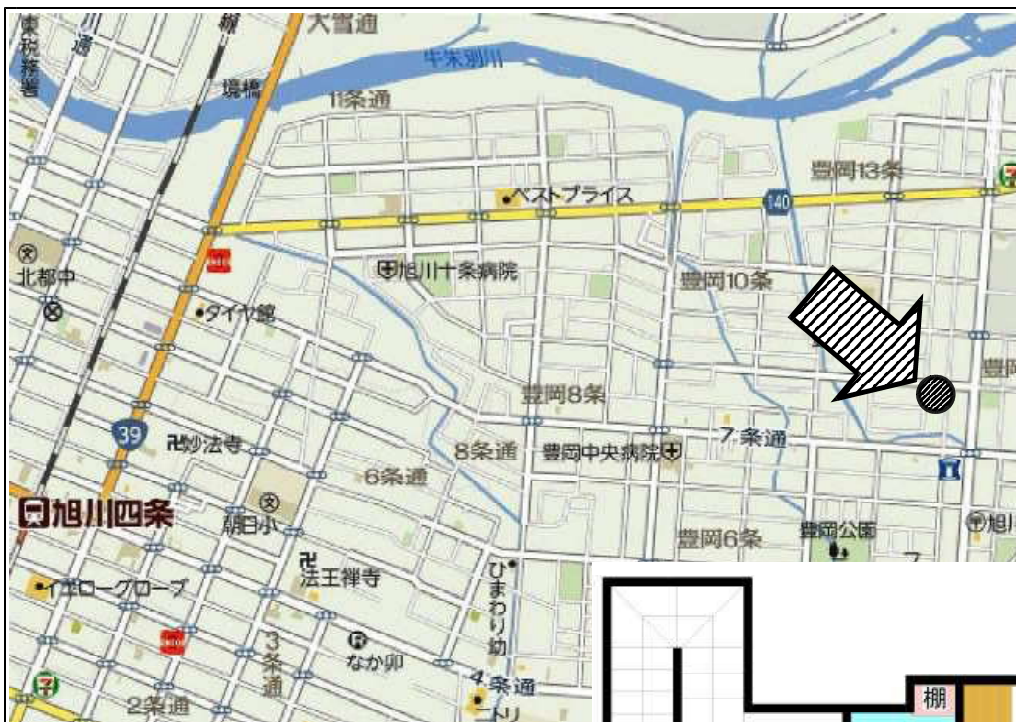 大雪通
牛朱別川
東税務署
通
境橋
11条通
豊岡13条
ベストプライス
140
北都中
旭川十条病院
豊岡10条
ダイヤ館
豊岡8条
39
妙法寺
8条通
豊岡中央病院
7条通
6条通
旭川四条
朝日小
豊岡6条
豊岡公園
旭川
法王禅寺
イエローグローブ
ひまわり幼
3条通
なか卯
4条通
ニトリ
2条通
棚